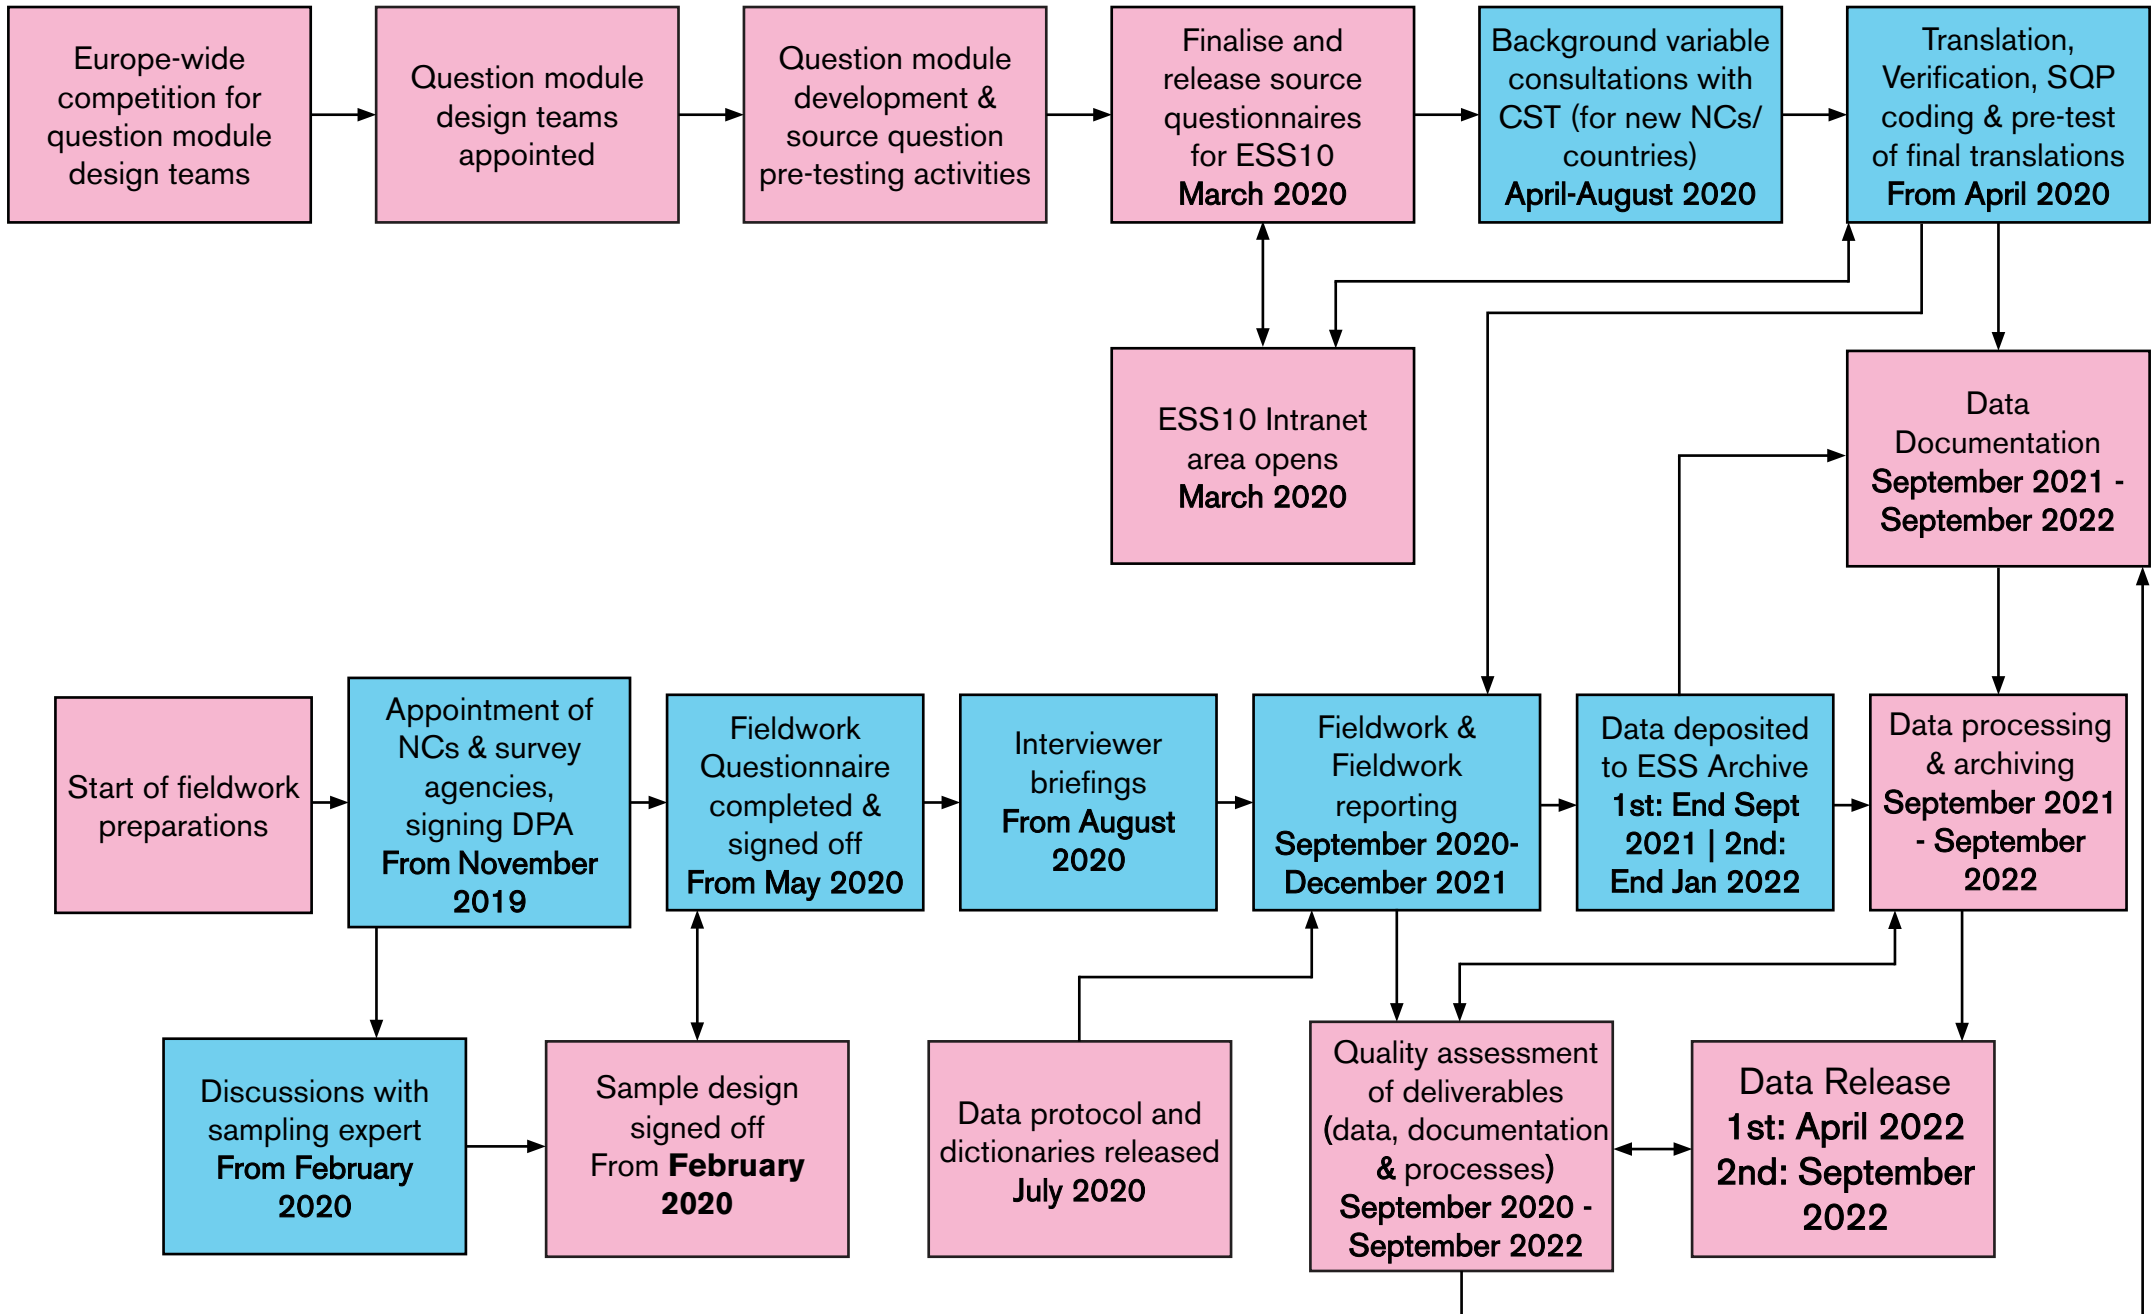 Europe-wide
competition for
question module
design teams
Question module
design teams
appointed
Question module
development &
source question
pre-testing activities
Finalise and
release source
questionnaires
for ESS10
March 2020
Background variable
consultations with
CST (for new NCs/
countries)
April-August 2020
Translation,
Verification, SQP
coding & pre-test
of final translations
From April 2020
ESS10 Intranet
area opens
March 2020
Data
Documentation
September 2021 -
September 2022
Start of fieldwork
preparations
Appointment of
NCs & survey
agencies,
signing DPA
From November
2019
Fieldwork
Questionnaire
completed &
signed off
From May 2020
Interviewer
briefings
From August
2020
Fieldwork &
Fieldwork
reporting
September 2020-
December 2021
Data deposited
to ESS Archive
1st: End Sept
2021 | 2nd:
End Jan 2022
Data processing
& archiving
September 2021
- September
2022
Discussions with
sampling expert
From February
2020
Sample design
signed off
From February
2020
Data protocol and
dictionaries released
July 2020
Quality assessment
of deliverables
(data, documentation
& processes)
September 2020 -
September 2022
Data Release
1st: April 2022
2nd: September
2022